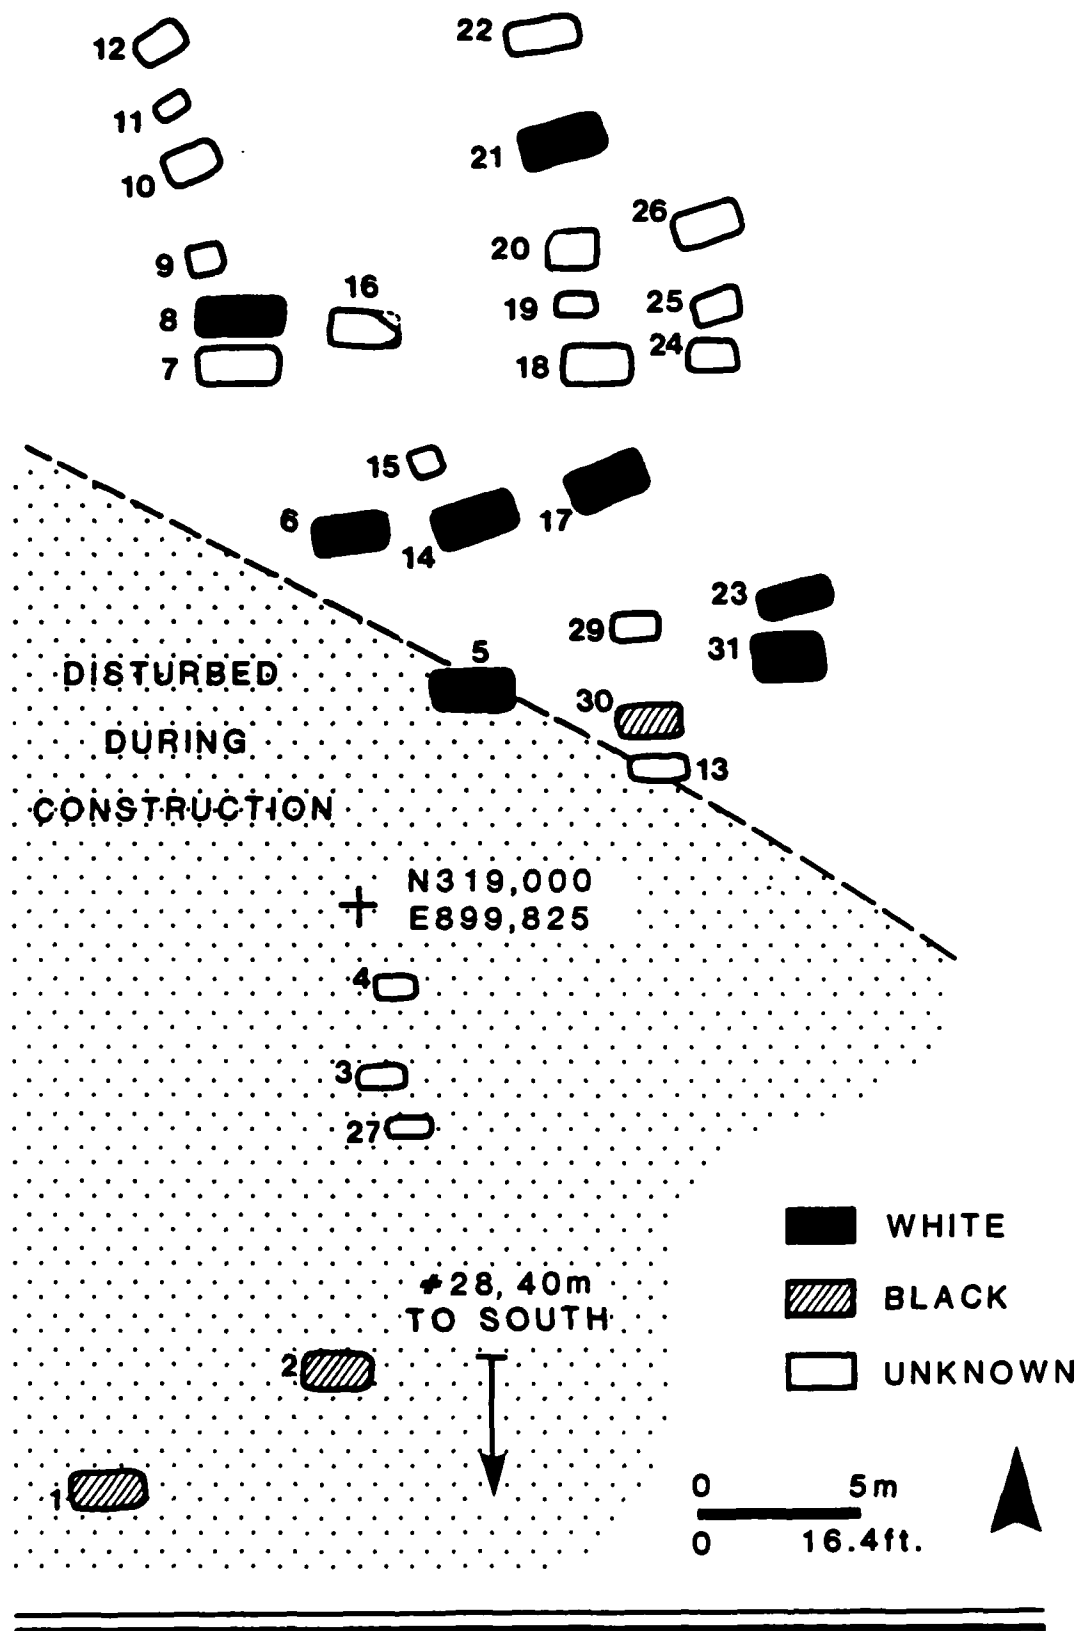 12
22
11
21
10
26
20
9
16
25
19
8
24
18
7
15
6
17
14
23
29
31
5
DISTURBED
30
DURING
13
CONSTRUCTION
N319,000
E899,825
4
3
27
WHITE
#28, 40m
BLACK
TO SOUTH
2
UNKNOWN
1
0 5m
0 16.4ft.